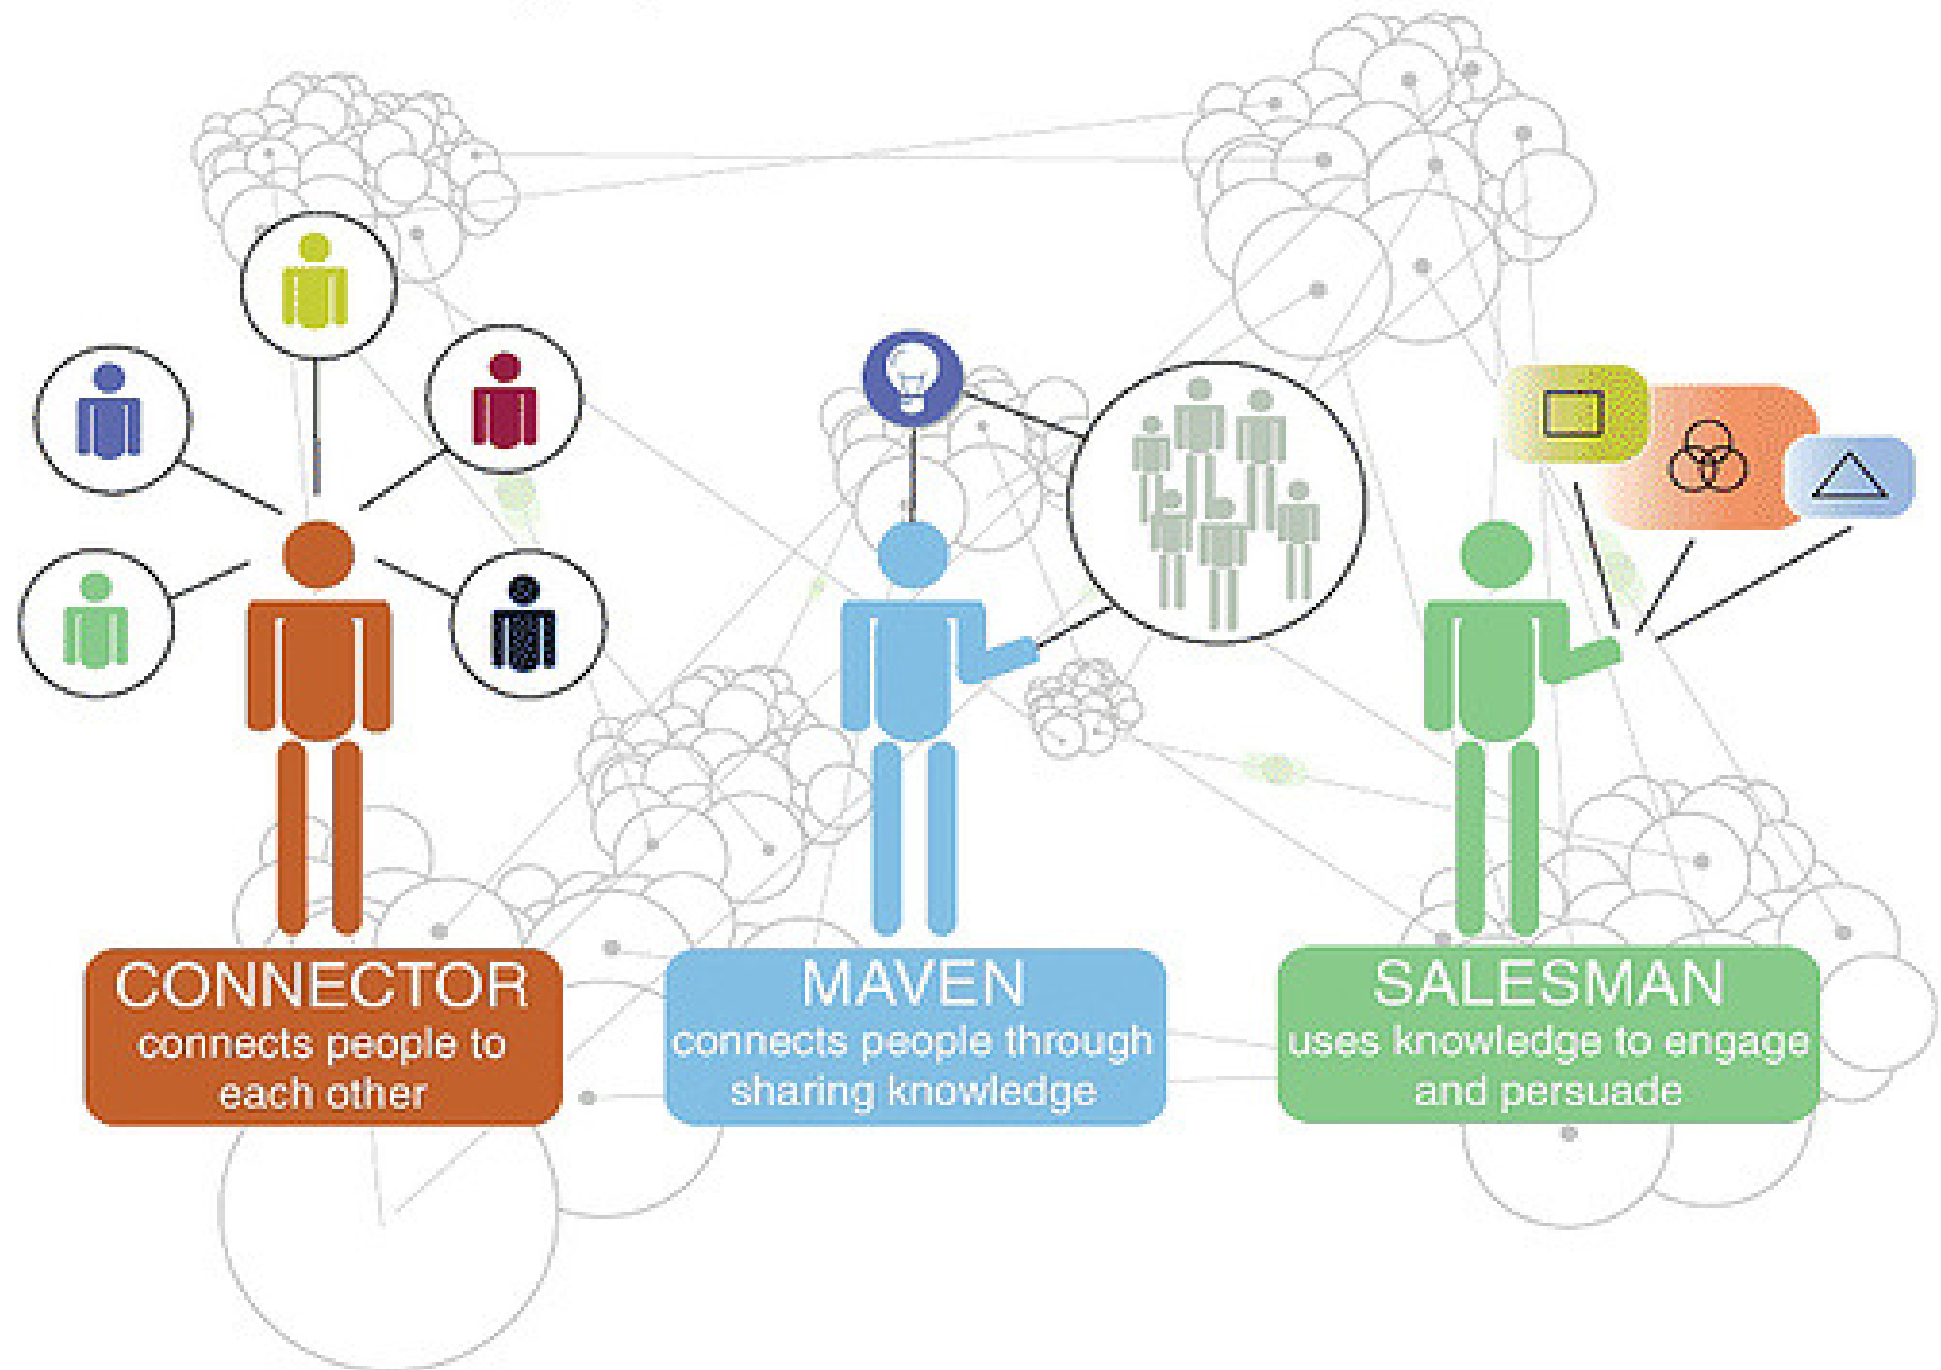 CONNECTOR
connects people to
each other
MAVEN
connects people through
sharing knowledge
SALESMAN
uses knowledge to engage
and persuade